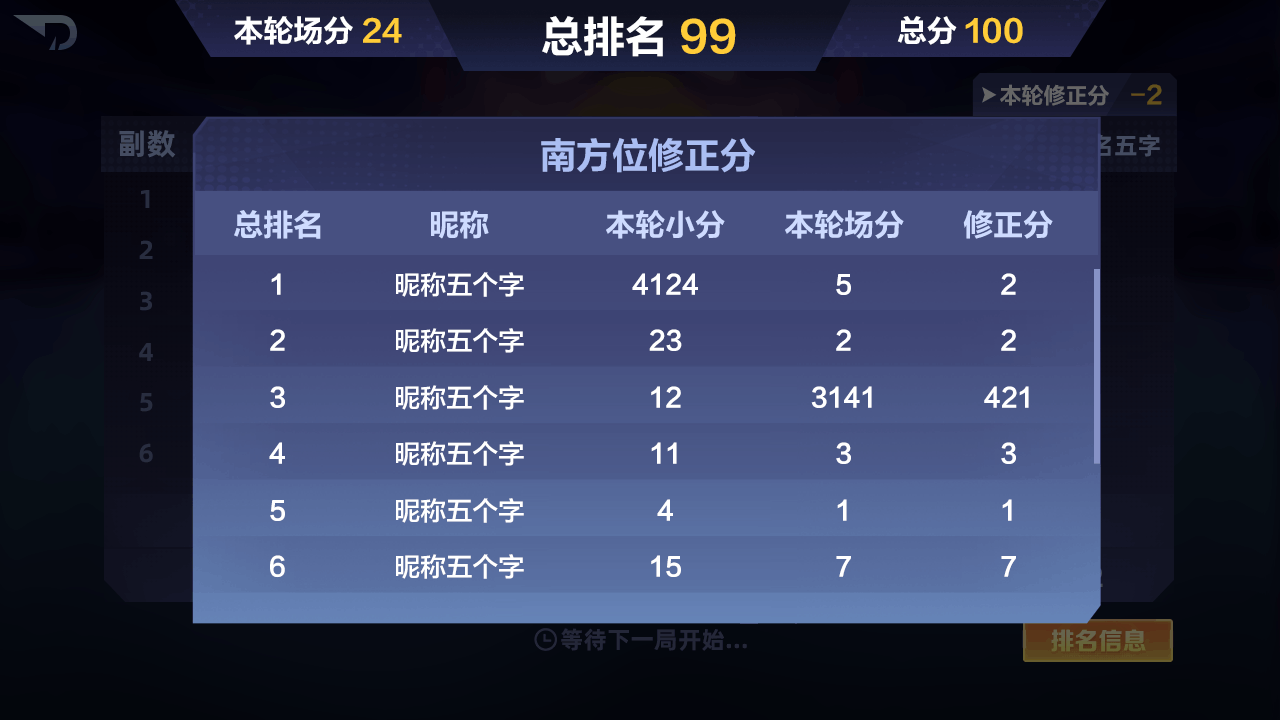 本轮场分 24
总排名 99
总分 100
本轮修正分 -2
副数
名五字
南方位修正分
总排名 昵称 本轮小分 本轮场分 修正分
1 昵称五个字 4124 5 2
2 昵称五个字 23 2 2
3 昵称五个字 12 3141 421
4 昵称五个字 11 3 3
5 昵称五个字 4 1 1
6 昵称五个字 15 7 7
1
2
3
4
5
6
等待下一局开始...
排名信息